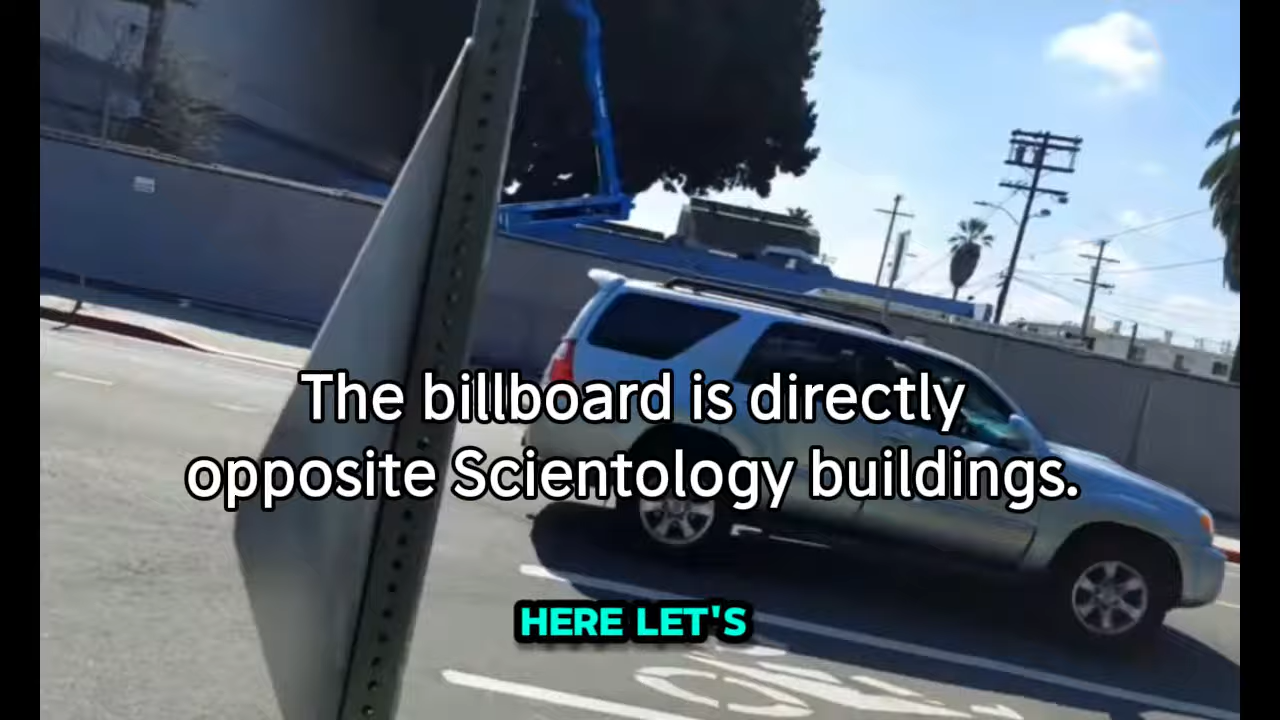 The billboard is directly
opposite Scientology buildings.
HERE LET'S